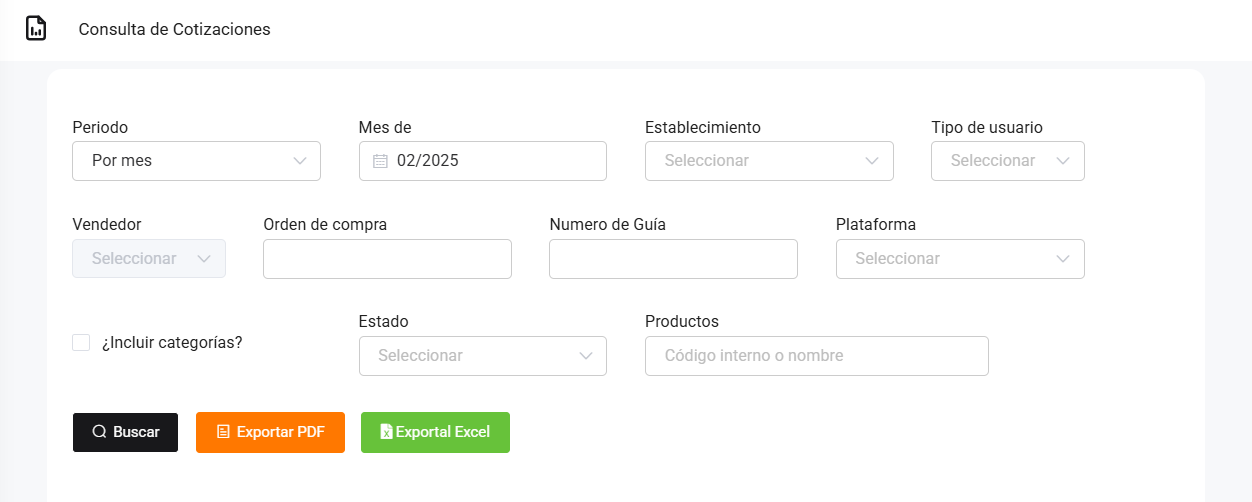 Consulta de Cotizaciones
Periodo
Mes de
Establecimiento
Tipo de usuario
Por mes
02/2025
Seleccionar
Seleccionar
Vendedor
Orden de compra
Numero de Guía
Plataforma
Seleccionar
Seleccionar
¿Incluir categorías?
Estado
Productos
Seleccionar
Código interno o nombre
Buscar
Exportar PDF
Exportal Excel